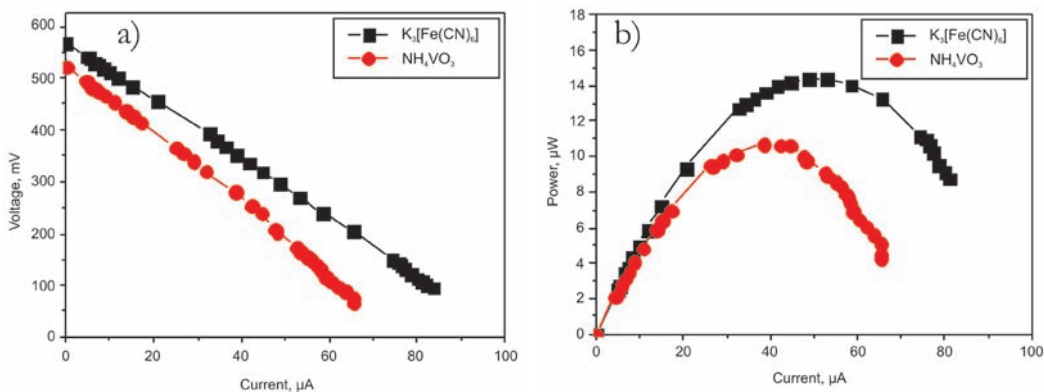 a)
K₃[Fe(CN)₆]
NH₄VO₃
600
500
400
300
200
100
0
Voltage, mV
0 20 40 60 80 100
Current, µA
b)
K₃[Fe(CN)₆]
NH₄VO₃
18
16
14
12
10
8
6
4
2
0
Power, µW
0 20 40 60 80 100
Current, µA